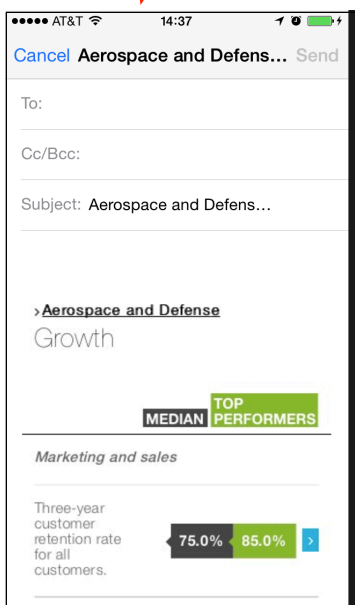 AT&T 14:37
Cancel Aerospace and Defens... Send
To:
Cc/Bcc:
Subject: Aerospace and Defens...
›Aerospace and Defense
Growth
MEDIAN TOP PERFORMERS
Marketing and sales
Three-year
customer
retention rate
for all
customers.
75.0% 85.0% ›